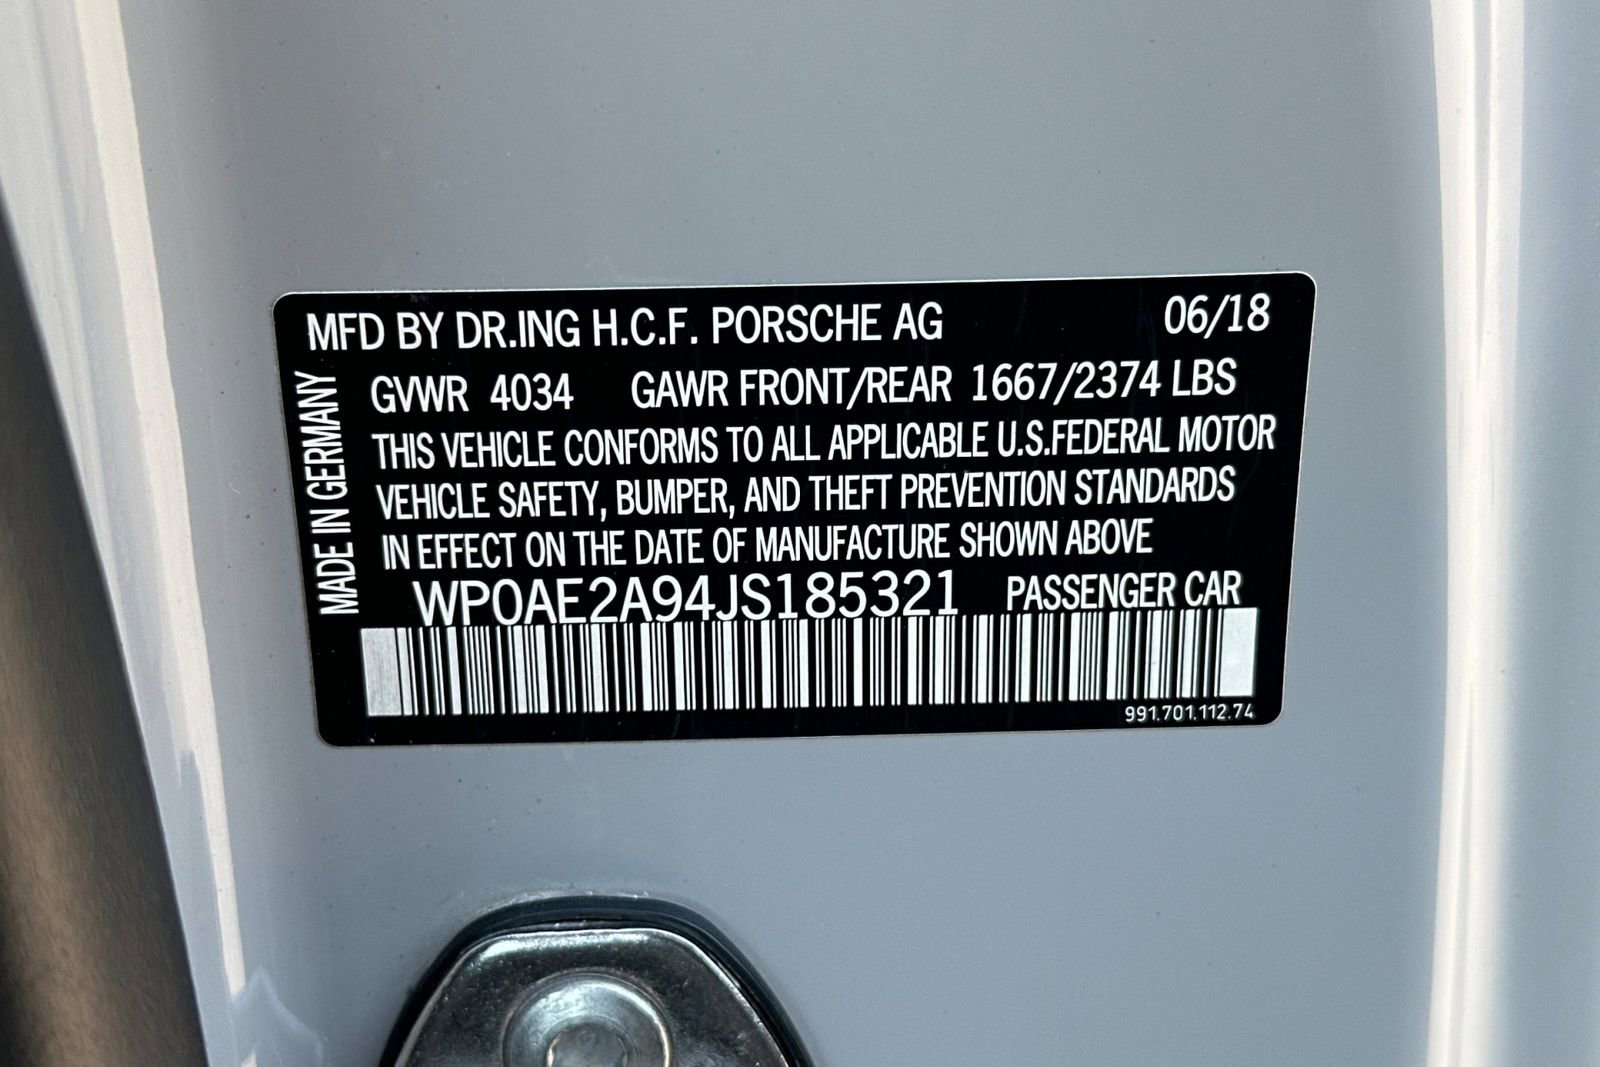 MFD BY DR.ING H.C.F. PORSCHE AG 06/18
GVWR 4034 GAWR FRONT/REAR 1667/2374 LBS
THIS VEHICLE CONFORMS TO ALL APPLICABLE U.S.FEDERAL MOTOR
VEHICLE SAFETY, BUMPER, AND THEFT PREVENTION STANDARDS
IN EFFECT ON THE DATE OF MANUFACTURE SHOWN ABOVE
WP0AE2A94JS185321 PASSENGER CAR
991.701.112.74
MADE IN GERMANY